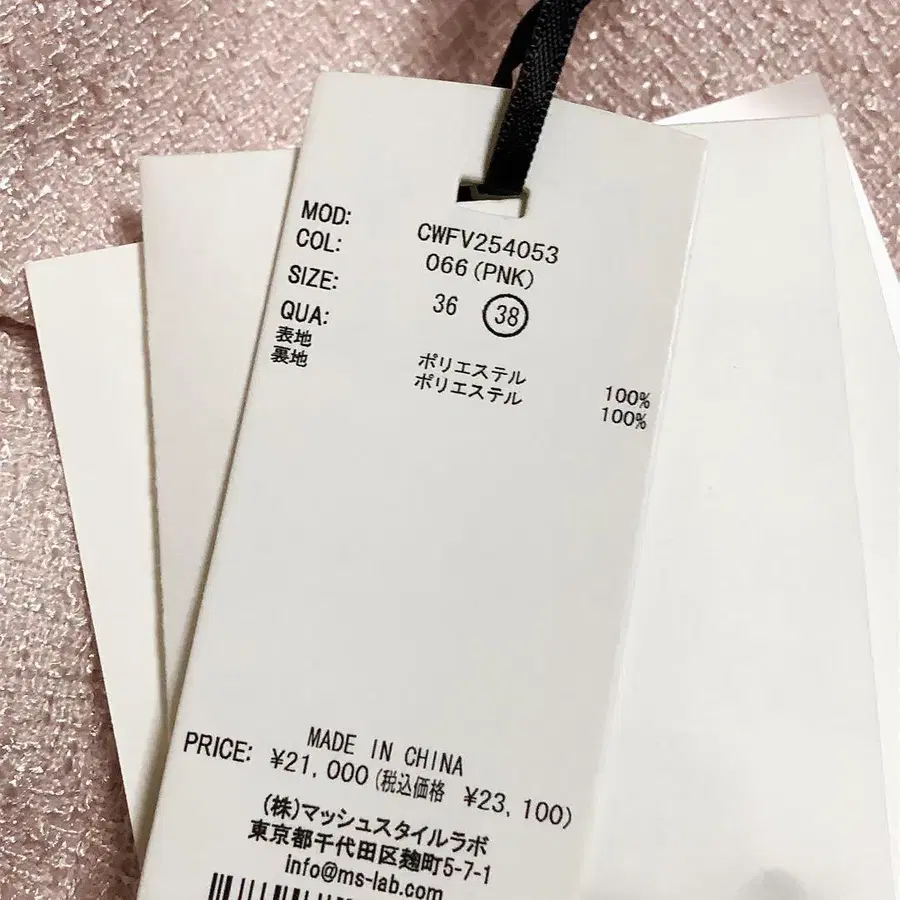 MOD: CWFV254053
COL: 066(PNK)
SIZE: 36 38
QUA:
表地 ポリエステル 100%
裏地 ポリエステル 100%
MADE IN CHINA
PRICE: ¥21,000(税込価格 ¥23,100)
(株)マッシュスタイルラボ
東京都千代田区麹町5-7-1
info@ms-lab.com